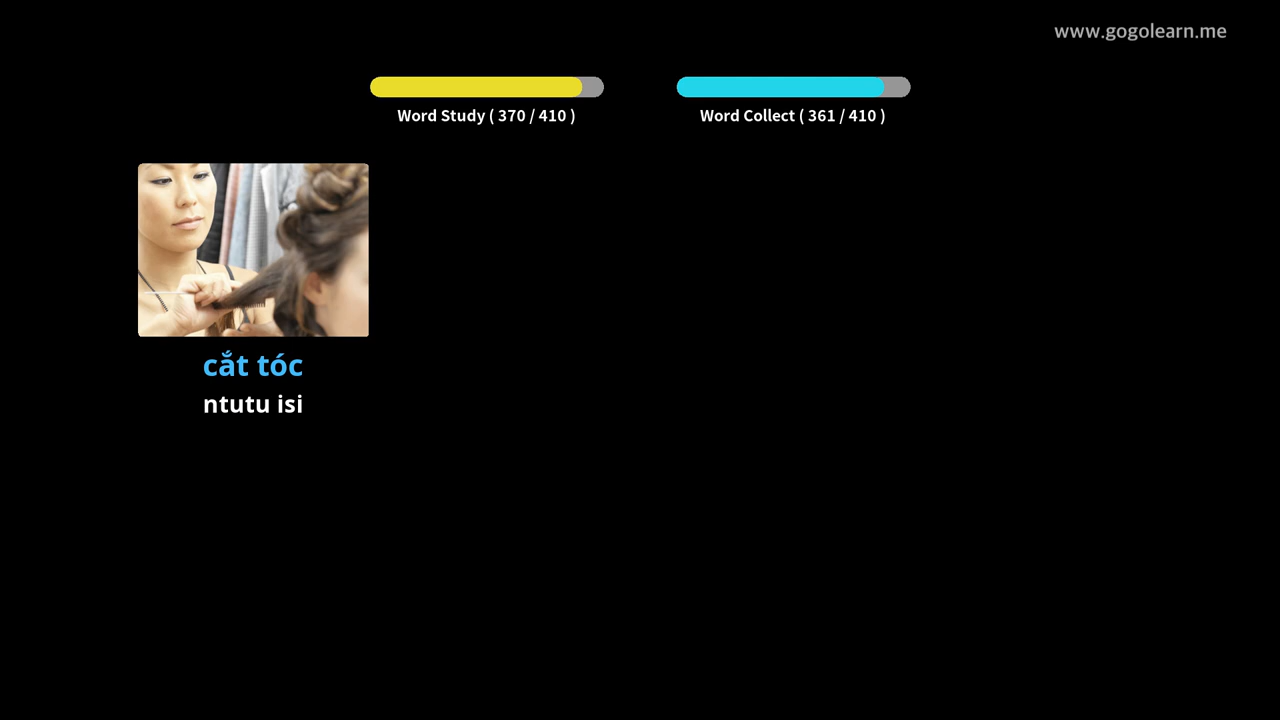 www.gogolearn.me
Word Study ( 370 / 410 )
Word Collect ( 361 / 410 )
cắt tóc
ntutu isi